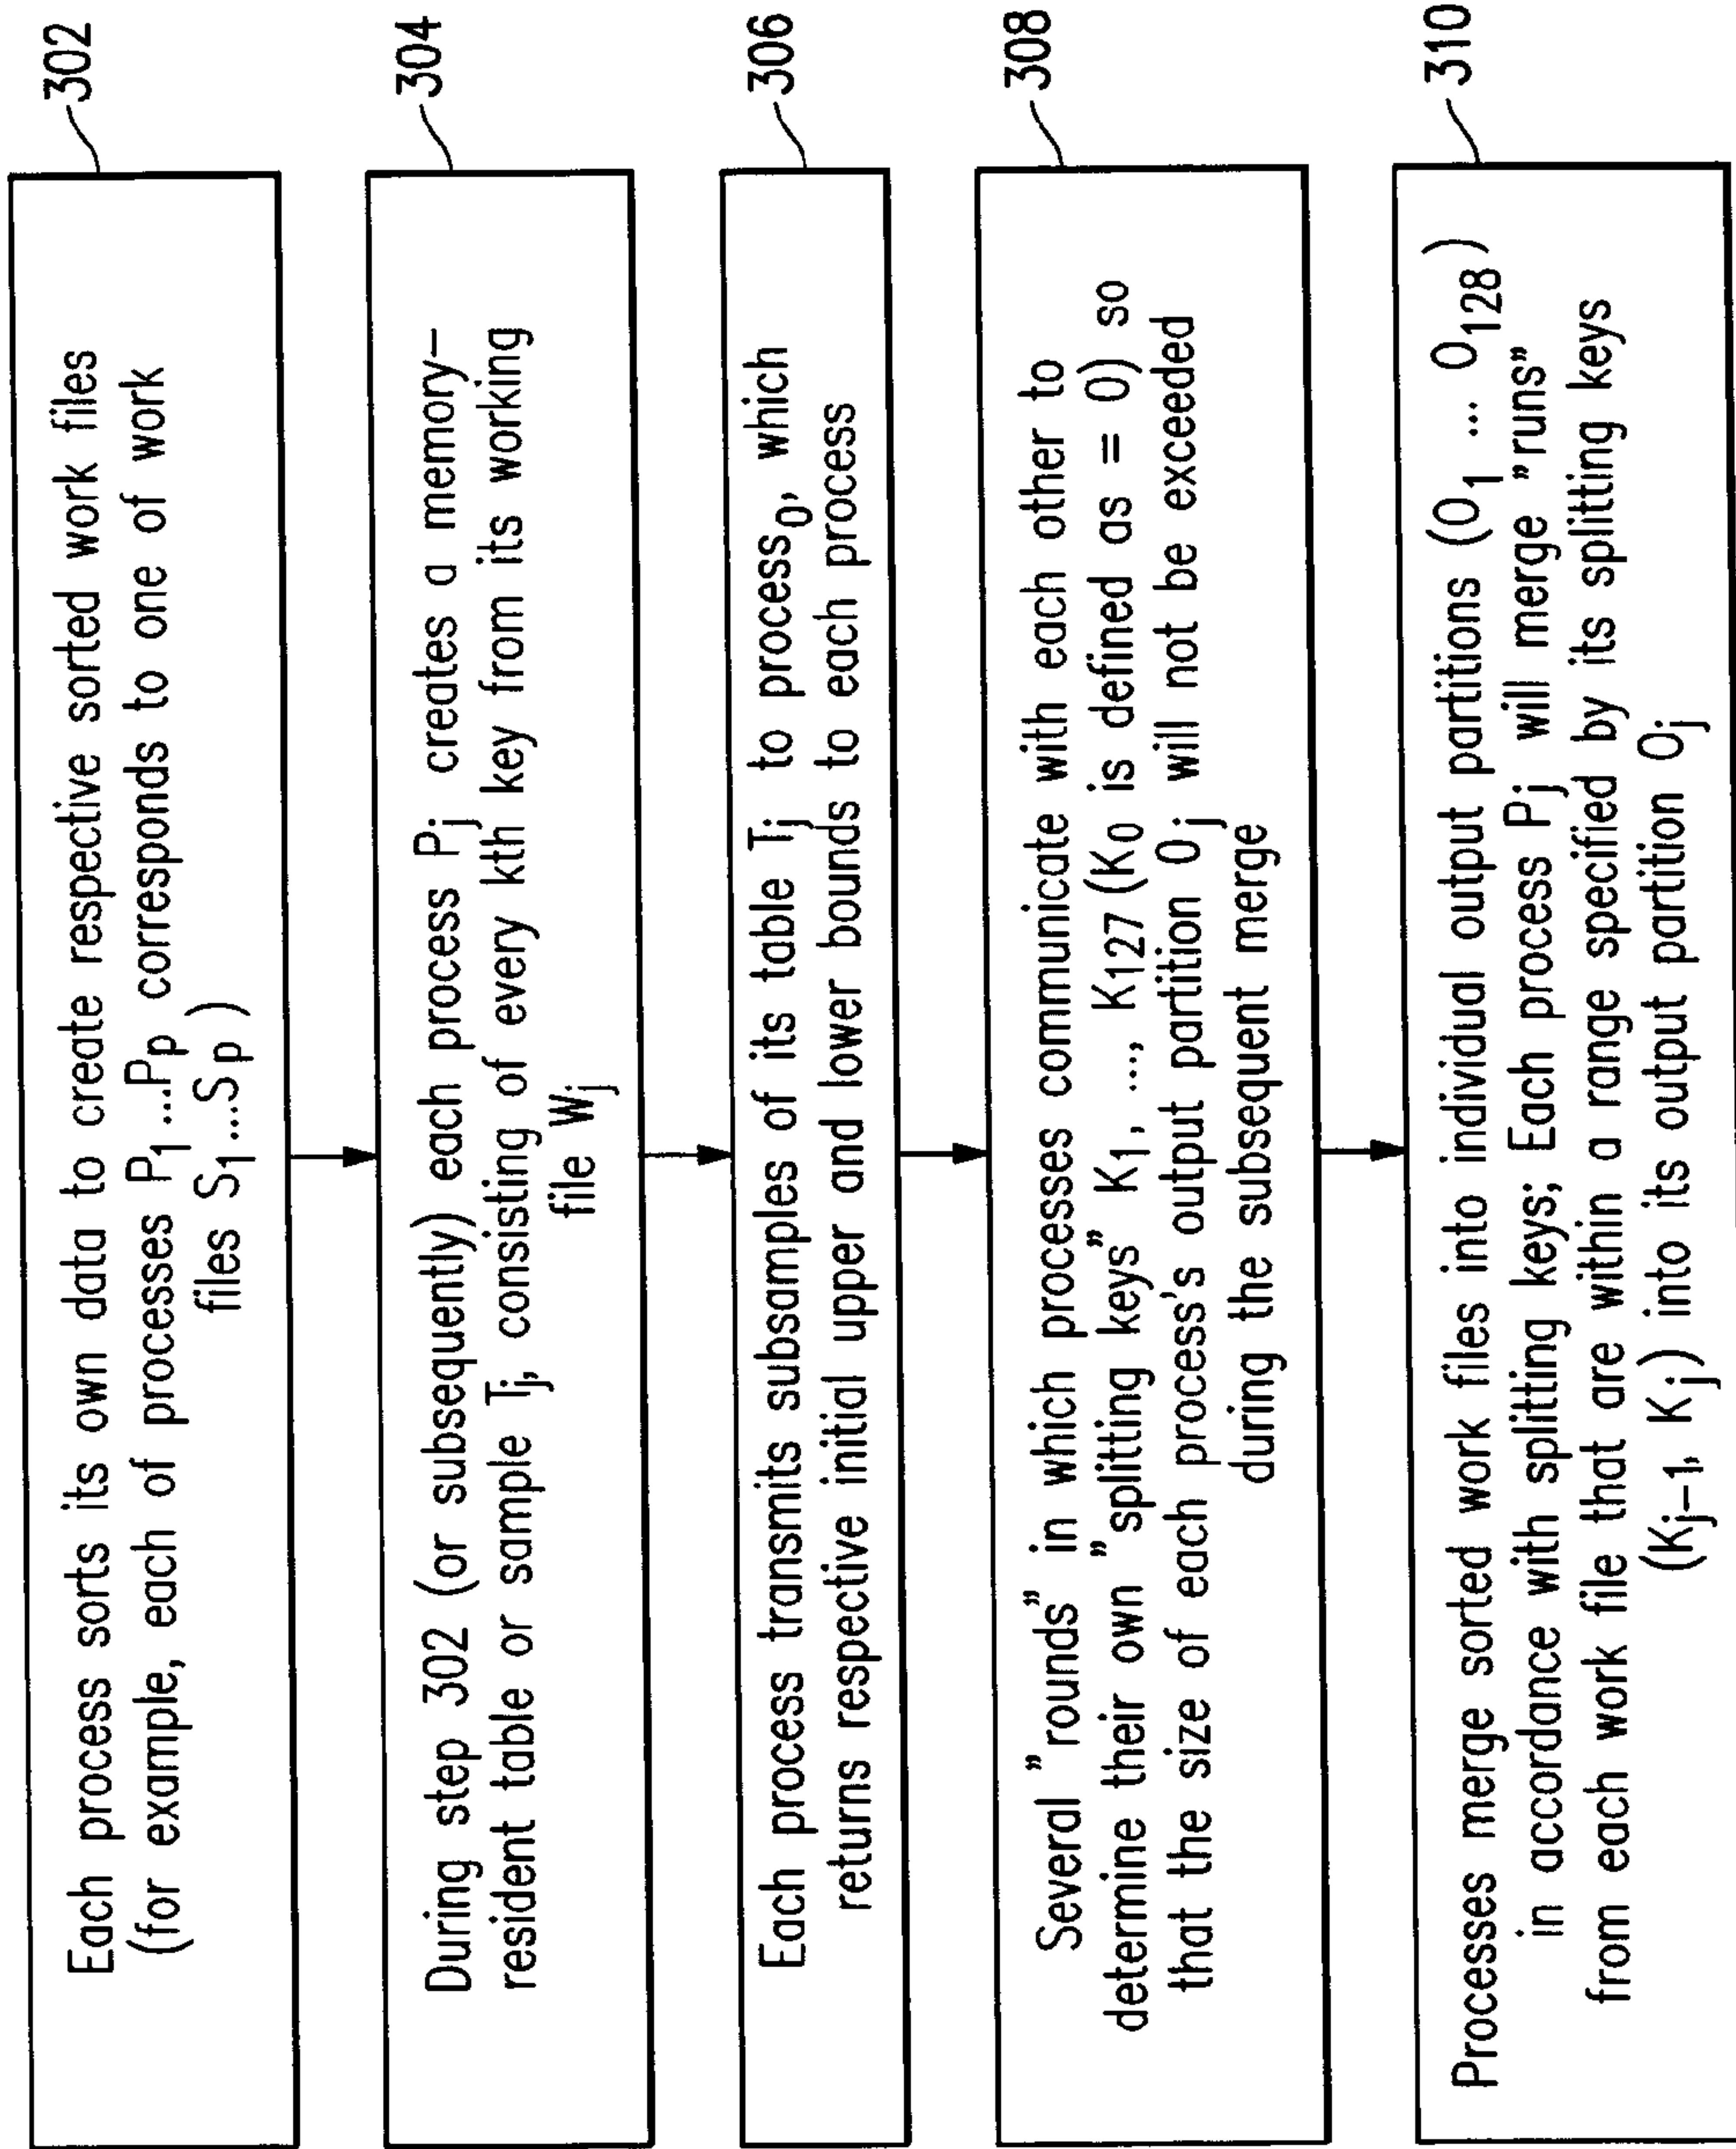 302
Each process sorts its own data to create respective sorted work files
(for example, each of processes P1...Pp corresponds to one of work
files S1...Sp)
304
During step 302 (or subsequently) each process Pj creates a memory–
resident table or sample Tj, consisting of every kth key from its working
file Wj
306
Each process transmits subsamples of its table Tj to process0, which
returns respective initial upper and lower bounds to each process
308
Several "rounds" in which processes communicate with each other to
determine their own "splitting keys" K1, ..., K127 (K0 is defined as = 0) so
that the size of each process's output partition Oj will not be exceeded
during the subsequent merge
310
Processes merge sorted work files into individual output partitions (O1 ... O128)
in accordance with splitting keys; Each process Pj will merge "runs"
from each work file that are within a range specified by its splitting keys
(Kj–1, Kj) into its output partition Oj